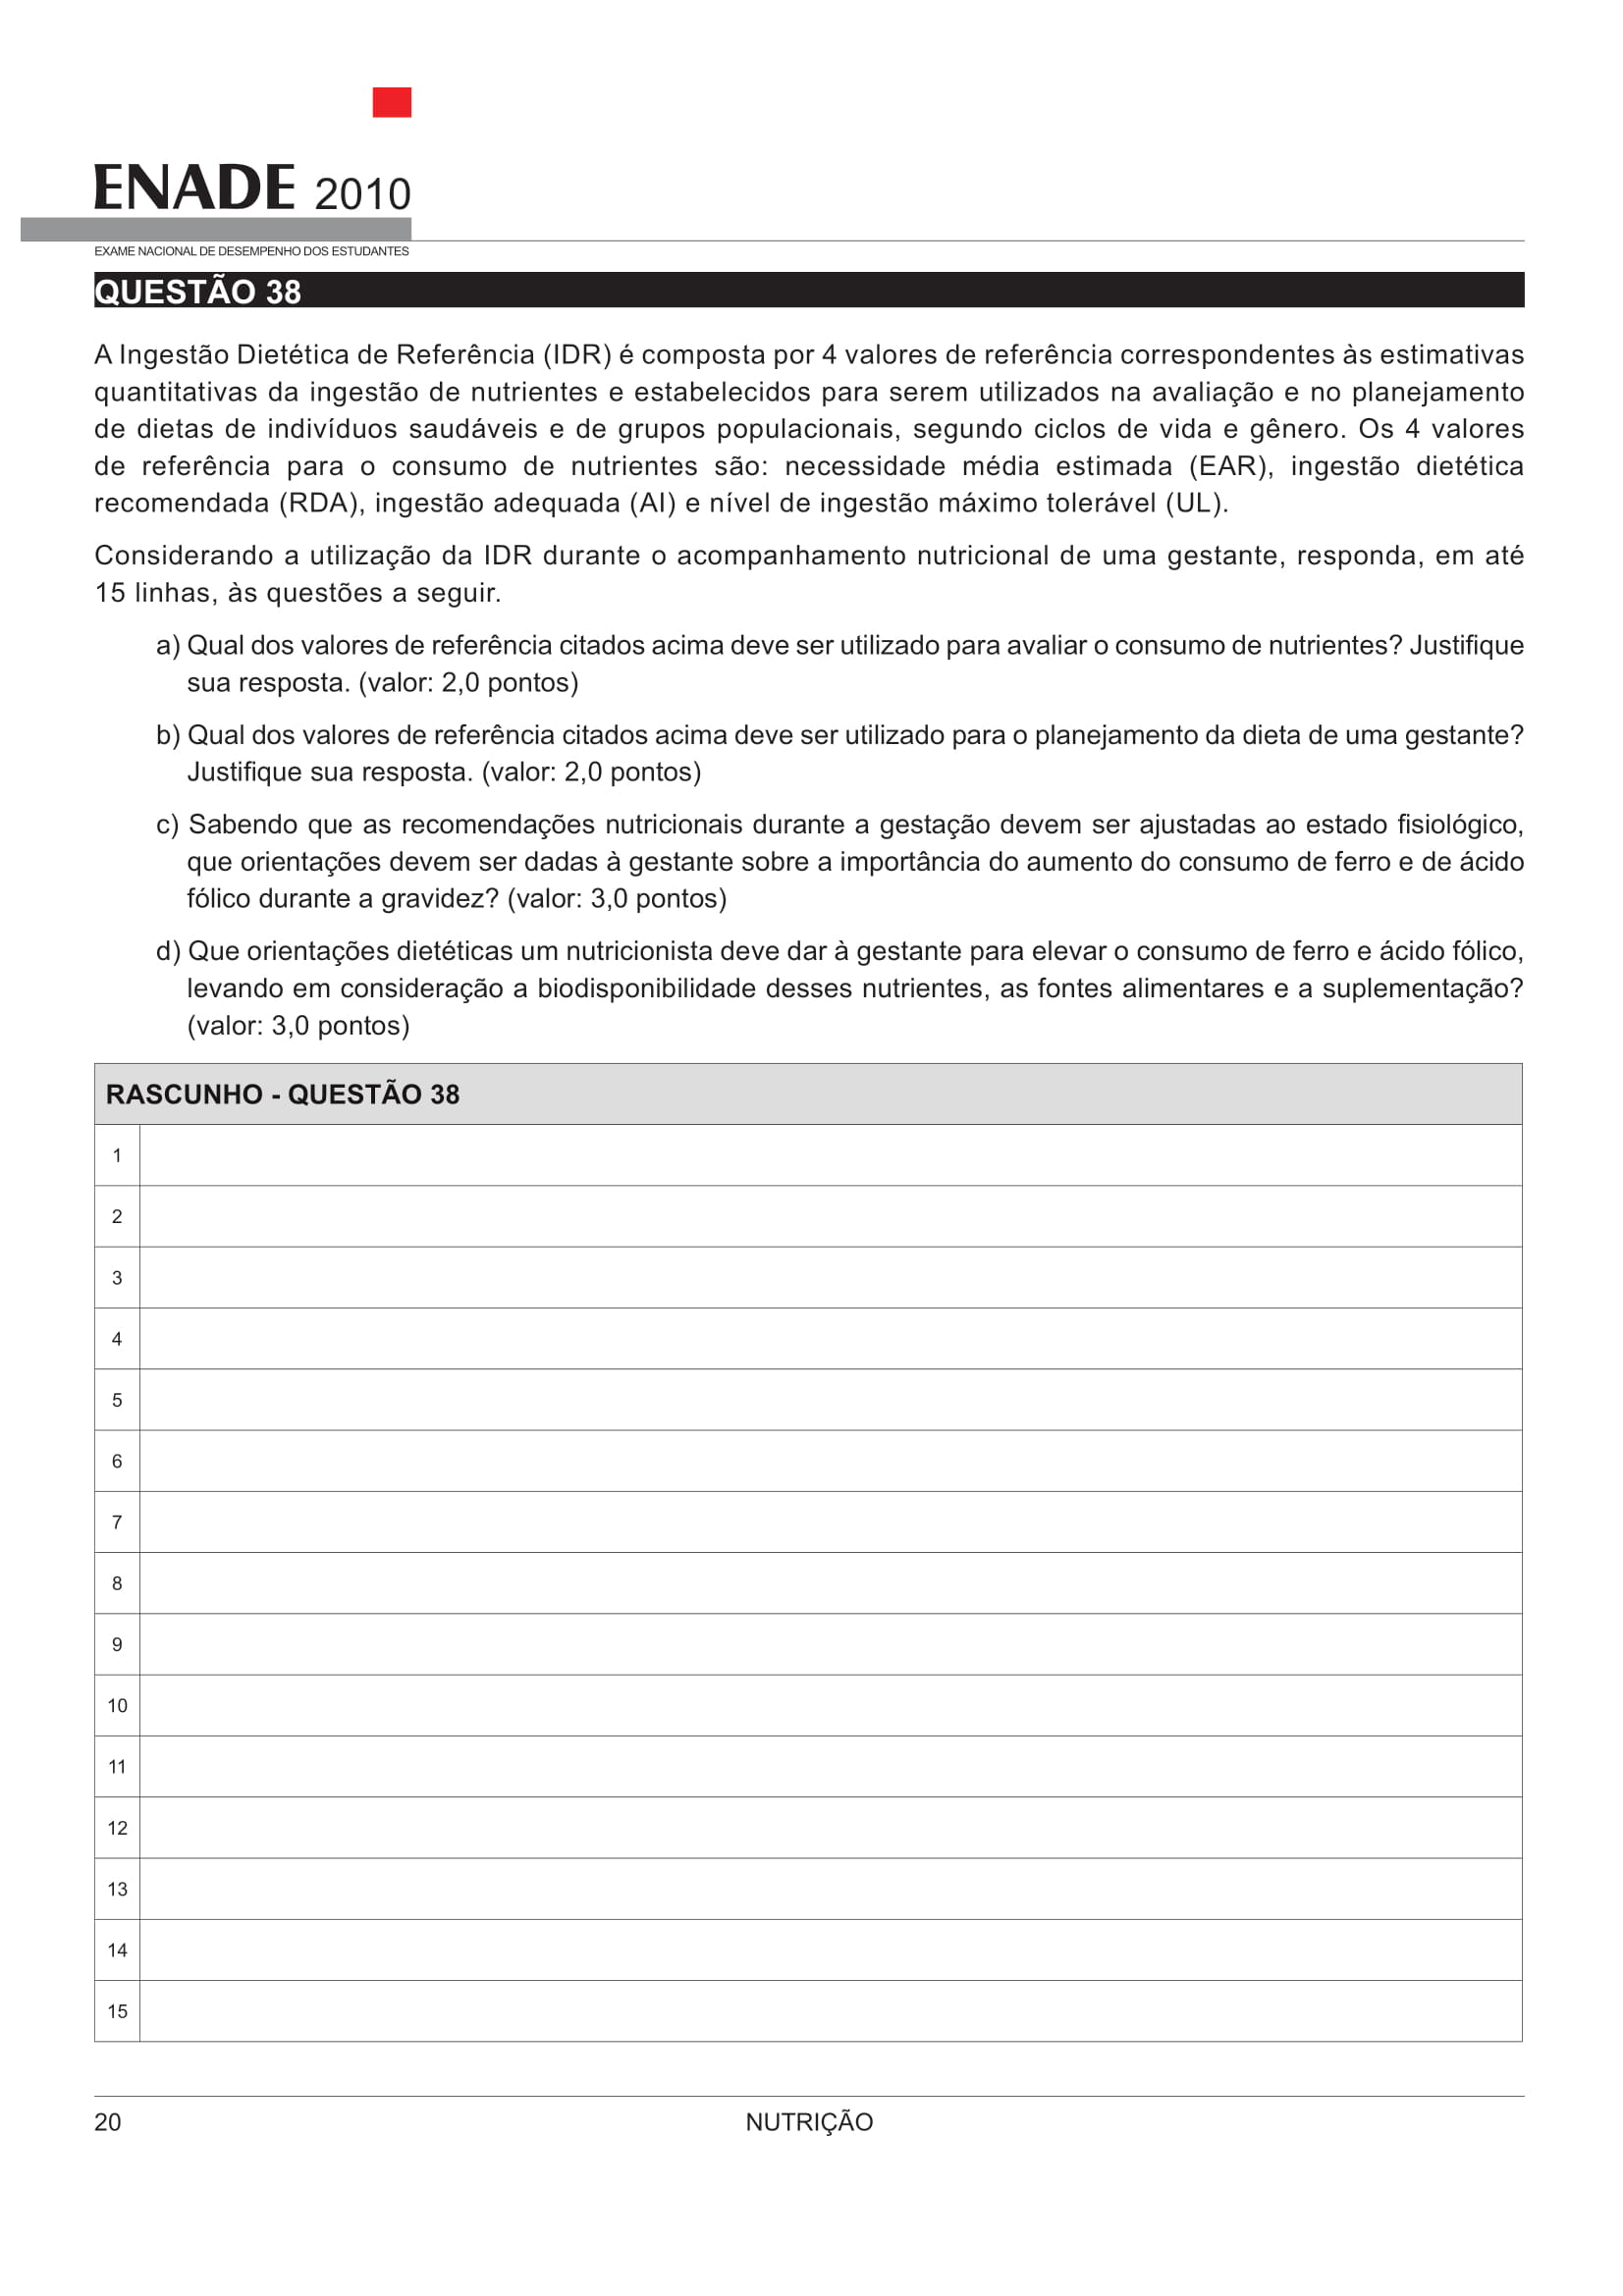 ENADE 2010
EXAME NACIONAL DE DESEMPENHO DOS ESTUDANTES
QUESTÃO 38
A Ingestão Dietética de Referência (IDR) é composta por 4 valores de referência correspondentes às estimativas
quantitativas da ingestão de nutrientes e estabelecidos para serem utilizados na avaliação e no planejamento
de dietas de indivíduos saudáveis e de grupos populacionais, segundo ciclos de vida e gênero. Os 4 valores
de referência para o consumo de nutrientes são: necessidade média estimada (EAR), ingestão dietética
recomendada (RDA), ingestão adequada (AI) e nível de ingestão máximo tolerável (UL).
Considerando a utilização da IDR durante o acompanhamento nutricional de uma gestante, responda, em até
15 linhas, às questões a seguir.
a) Qual dos valores de referência citados acima deve ser utilizado para avaliar o consumo de nutrientes? Justifique
sua resposta. (valor: 2,0 pontos)
b) Qual dos valores de referência citados acima deve ser utilizado para o planejamento da dieta de uma gestante?
Justifique sua resposta. (valor: 2,0 pontos)
c) Sabendo que as recomendações nutricionais durante a gestação devem ser ajustadas ao estado fisiológico,
que orientações devem ser dadas à gestante sobre a importância do aumento do consumo de ferro e de ácido
fólico durante a gravidez? (valor: 3,0 pontos)
d) Que orientações dietéticas um nutricionista deve dar à gestante para elevar o consumo de ferro e ácido fólico,
levando em consideração a biodisponibilidade desses nutrientes, as fontes alimentares e a suplementação?
(valor: 3,0 pontos)
RASCUNHO - QUESTÃO 38
1
2
3
4
5
6
7
8
9
10
11
12
13
14
15
20 NUTRIÇÃO